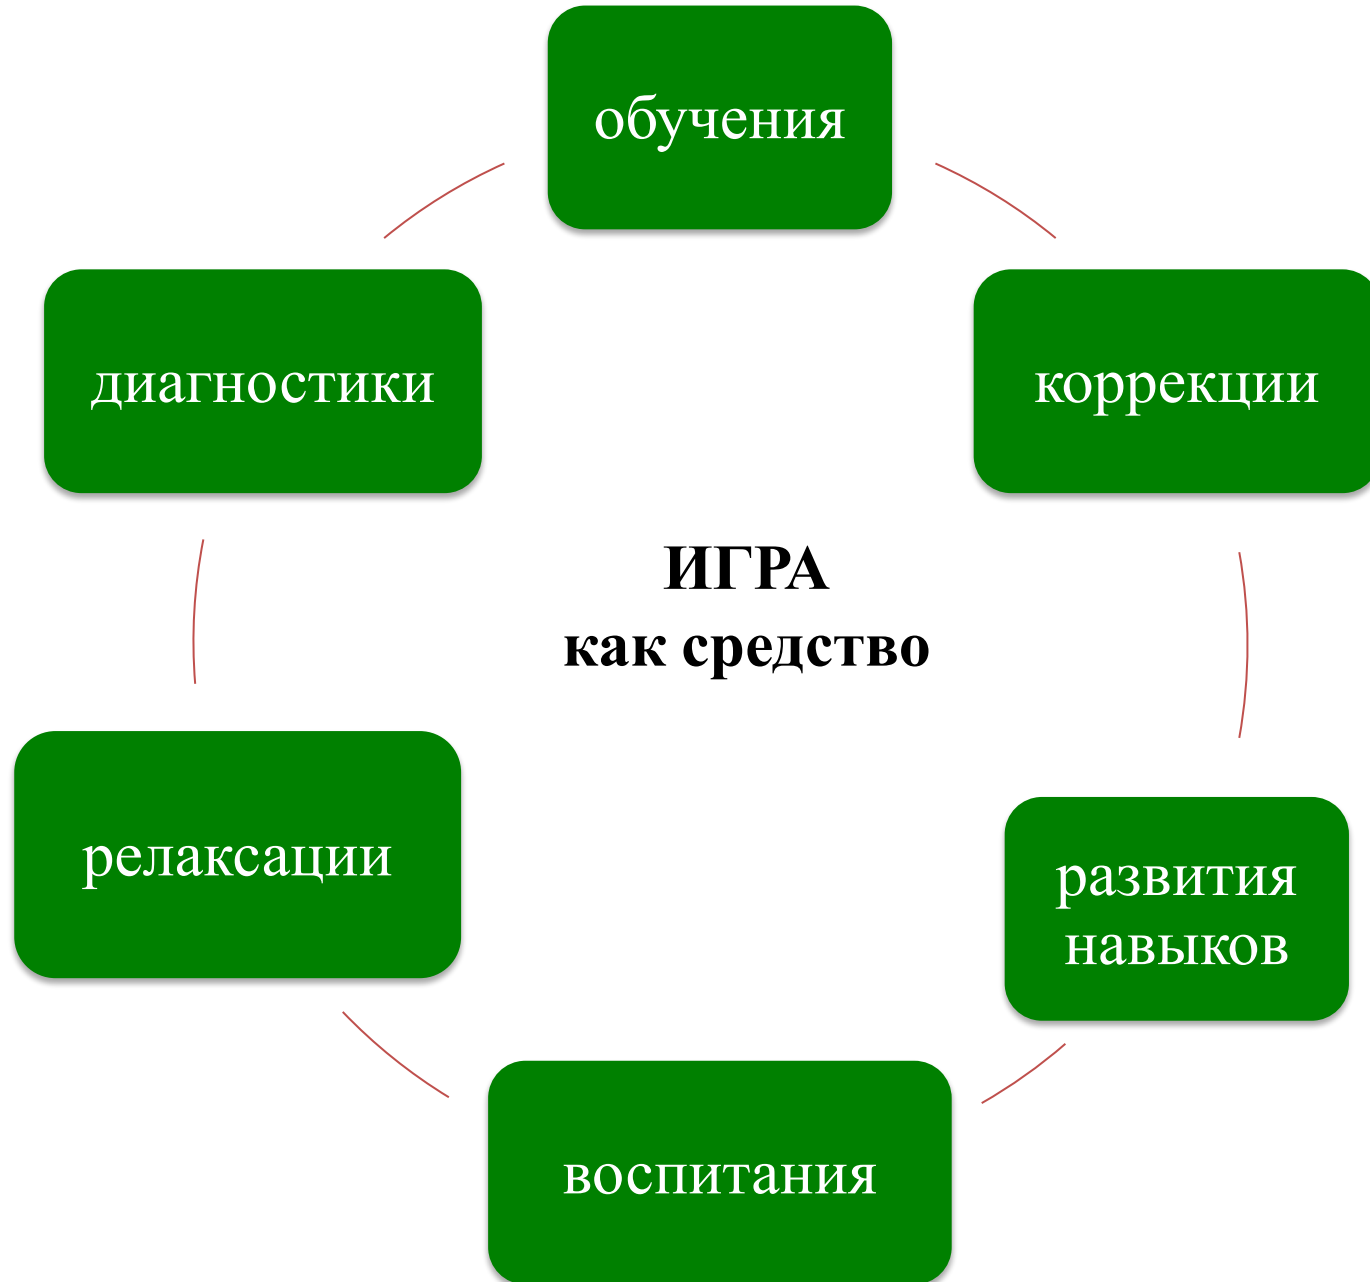 обучения
диагностики
коррекции
ИГРА
как средство
релаксации
развития
навыков
воспитания